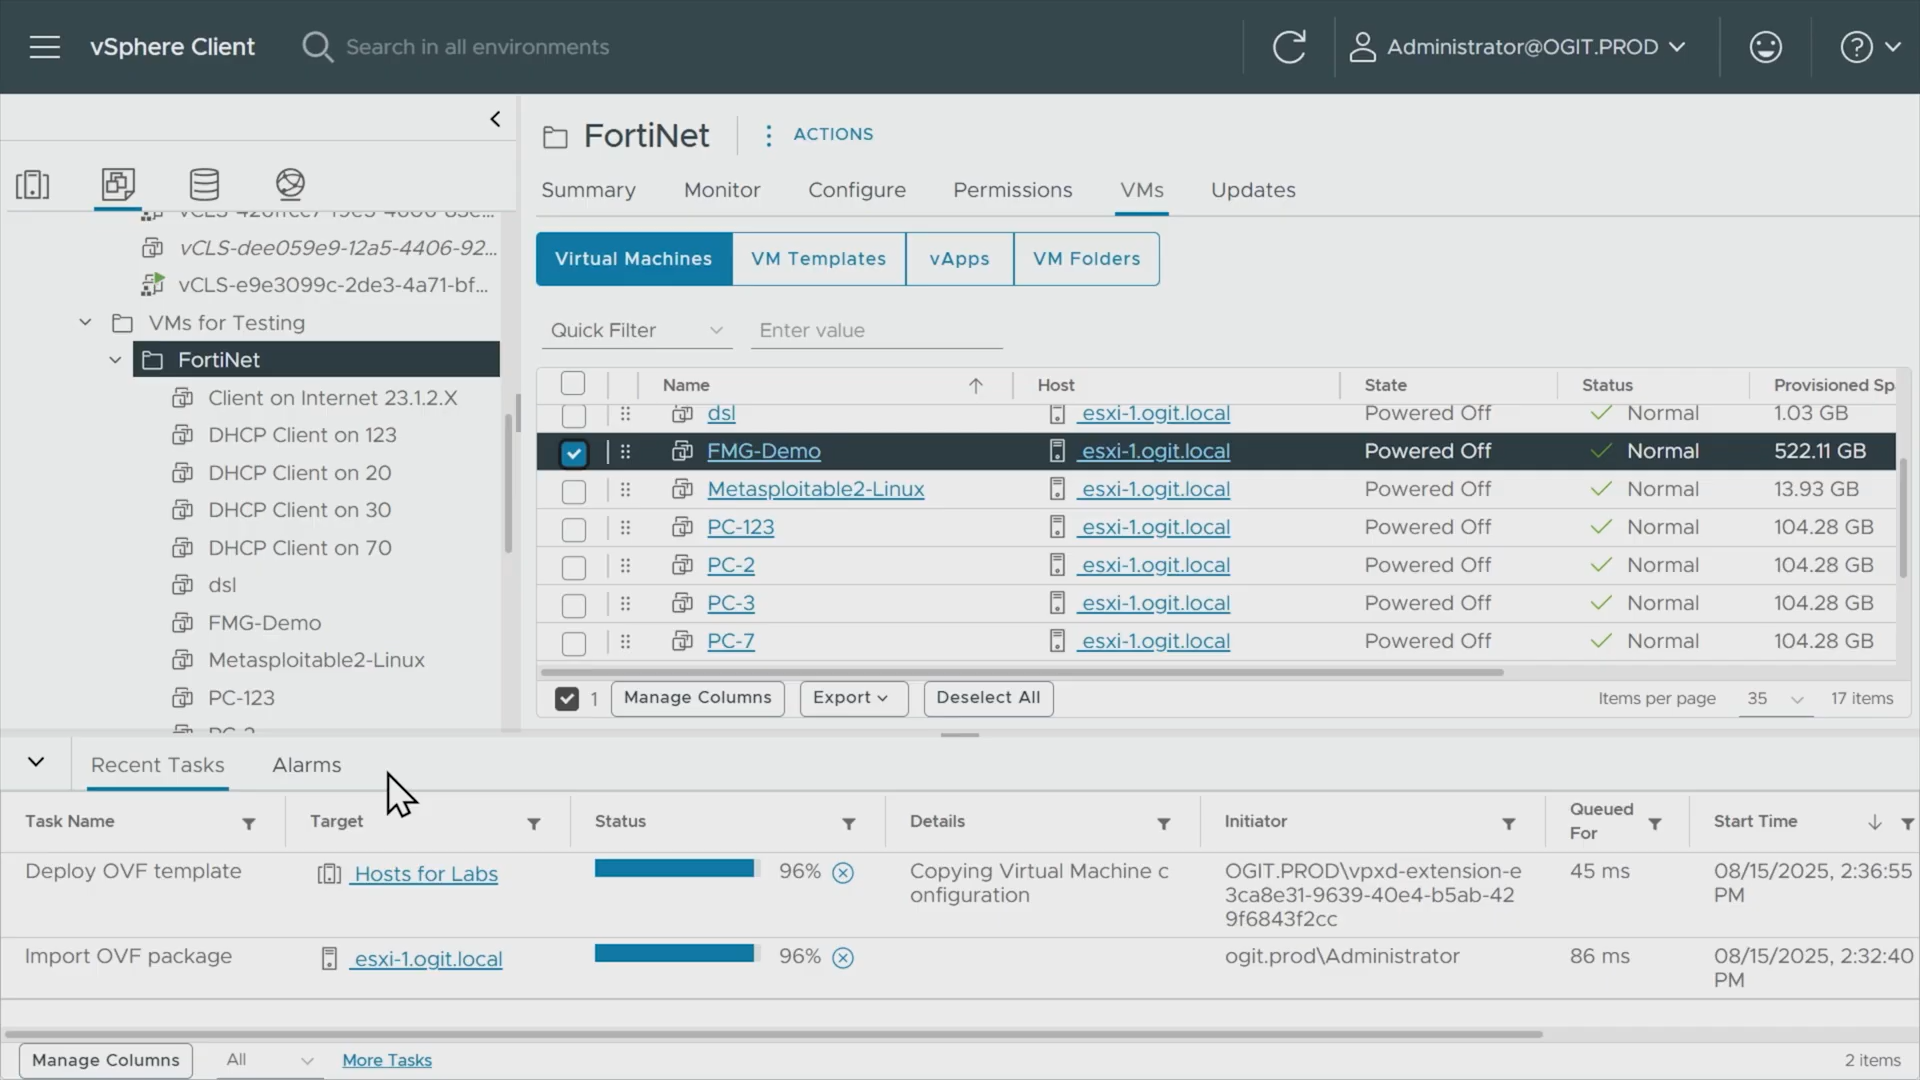 vSphere Client
Search in all environments
Administrator@OGIT.PROD
FortiNet
ACTIONS
Summary
Monitor
Configure
Permissions
VMs
Updates
vCLS-dee059e9-12a5-4406-92...
vCLS-e9e3099c-2de3-4a71-bf...
VMs for Testing
FortiNet
Client on Internet 23.1.2.X
DHCP Client on 123
DHCP Client on 20
DHCP Client on 30
DHCP Client on 70
dsl
FMG-Demo
Metasploitable2-Linux
PC-123
Virtual Machines
VM Templates
vApps
VM Folders
Quick Filter
Enter value
Name Host State Status Provisioned Sp
dsl esxi-1.ogit.local Powered Off Normal 1.03 GB
FMG-Demo esxi-1.ogit.local Powered Off Normal 522.11 GB
Metasploitable2-Linux esxi-1.ogit.local Powered Off Normal 13.93 GB
PC-123 esxi-1.ogit.local Powered Off Normal 104.28 GB
PC-2 esxi-1.ogit.local Powered Off Normal 104.28 GB
PC-3 esxi-1.ogit.local Powered Off Normal 104.28 GB
PC-7 esxi-1.ogit.local Powered Off Normal 104.28 GB
1 Manage Columns Export Deselect All Items per page 35 17 items
Recent Tasks
Alarms
Task Name Target Status Details Initiator Queued For Start Time
Deploy OVF template Hosts for Labs 96% Copying Virtual Machine c
onfiguration
OGIT.PROD\vpxd-extension-e
3ca8e31-9639-40e4-b5ab-42
9f6843f2cc
45 ms
08/15/2025, 2:36:55
PM
Import OVF package esxi-1.ogit.local 96% ogit.prod\Administrator 86 ms 08/15/2025, 2:32:40
PM
Manage Columns All More Tasks 2 items